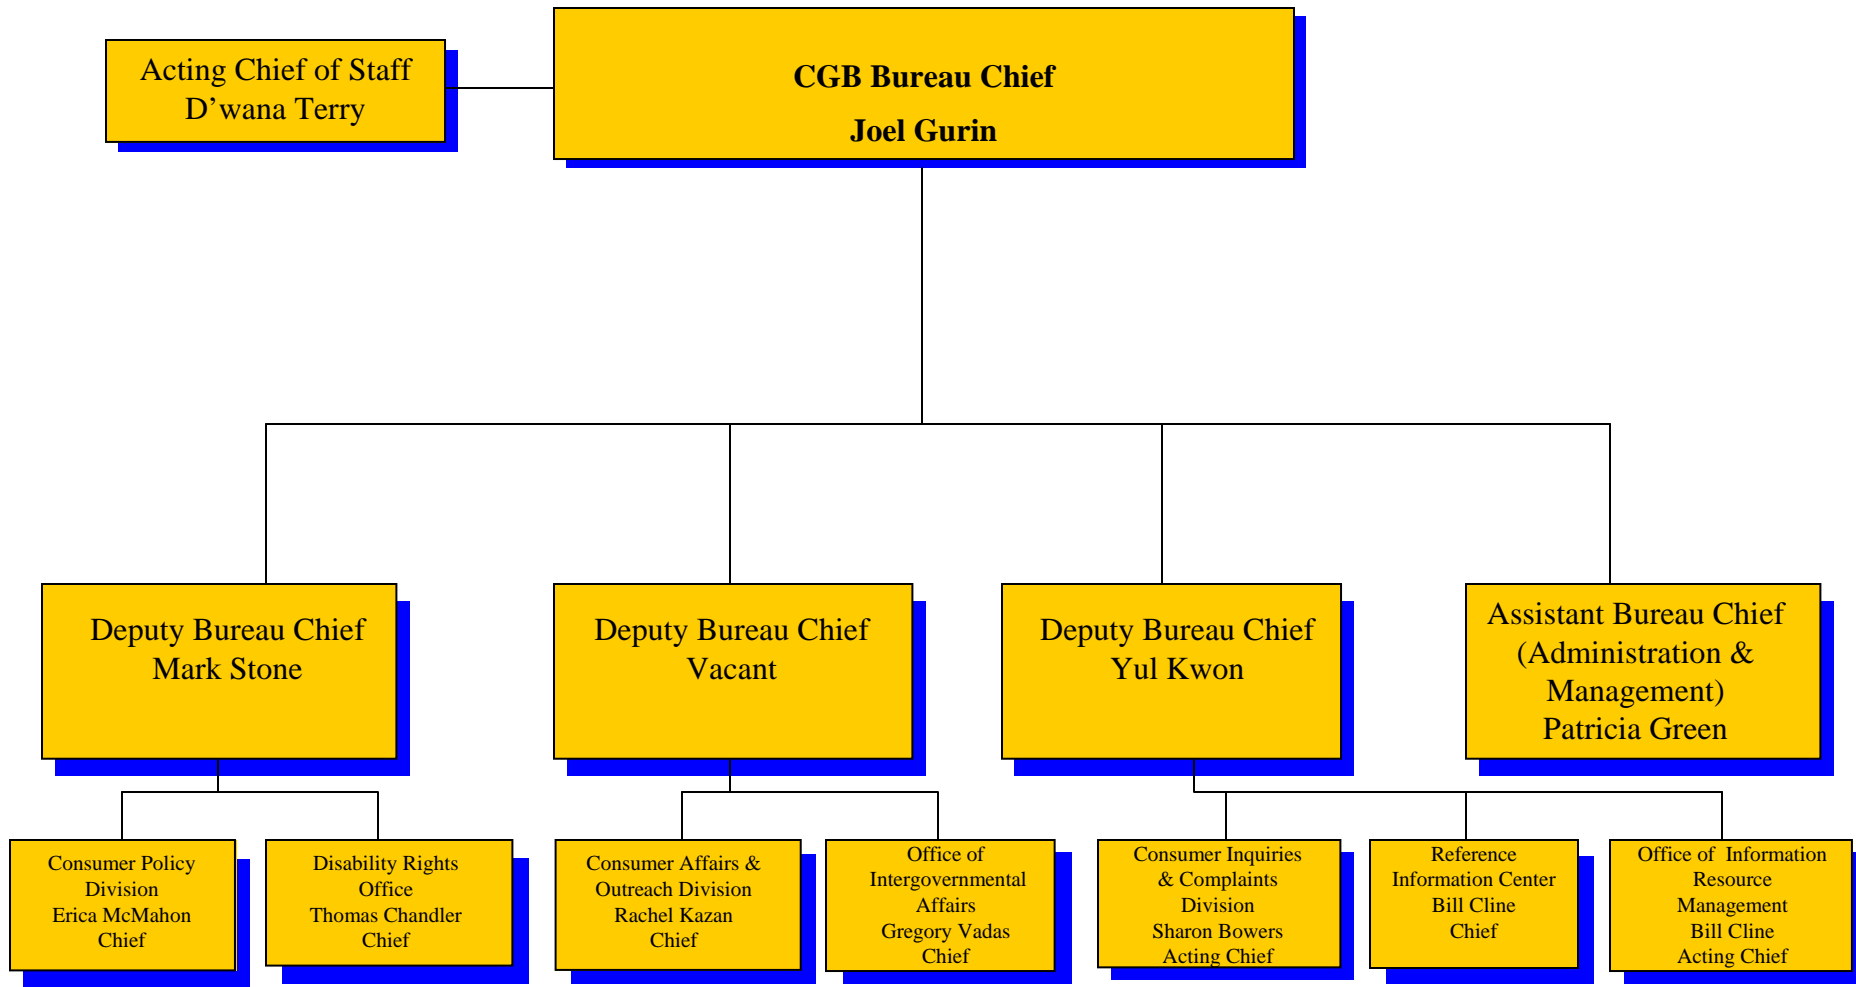 Acting Chief of Staff
D’wana Terry
CGB Bureau Chief
Joel Gurin
Deputy Bureau Chief
Mark Stone
Deputy Bureau Chief
Vacant
Deputy Bureau Chief
Yul Kwon
Assistant Bureau Chief
(Administration &
Management)
Patricia Green
Consumer Policy
Division
Erica McMahon
Chief
Disability Rights
Office
Thomas Chandler
Chief
Consumer Affairs &
Outreach Division
Rachel Kazan
Chief
Office of
Intergovernmental
Affairs
Gregory Vadas
Chief
Consumer Inquiries
& Complaints
Division
Sharon Bowers
Acting Chief
Reference
Information Center
Bill Cline
Chief
Office of Information
Resource
Management
Bill Cline
Acting Chief